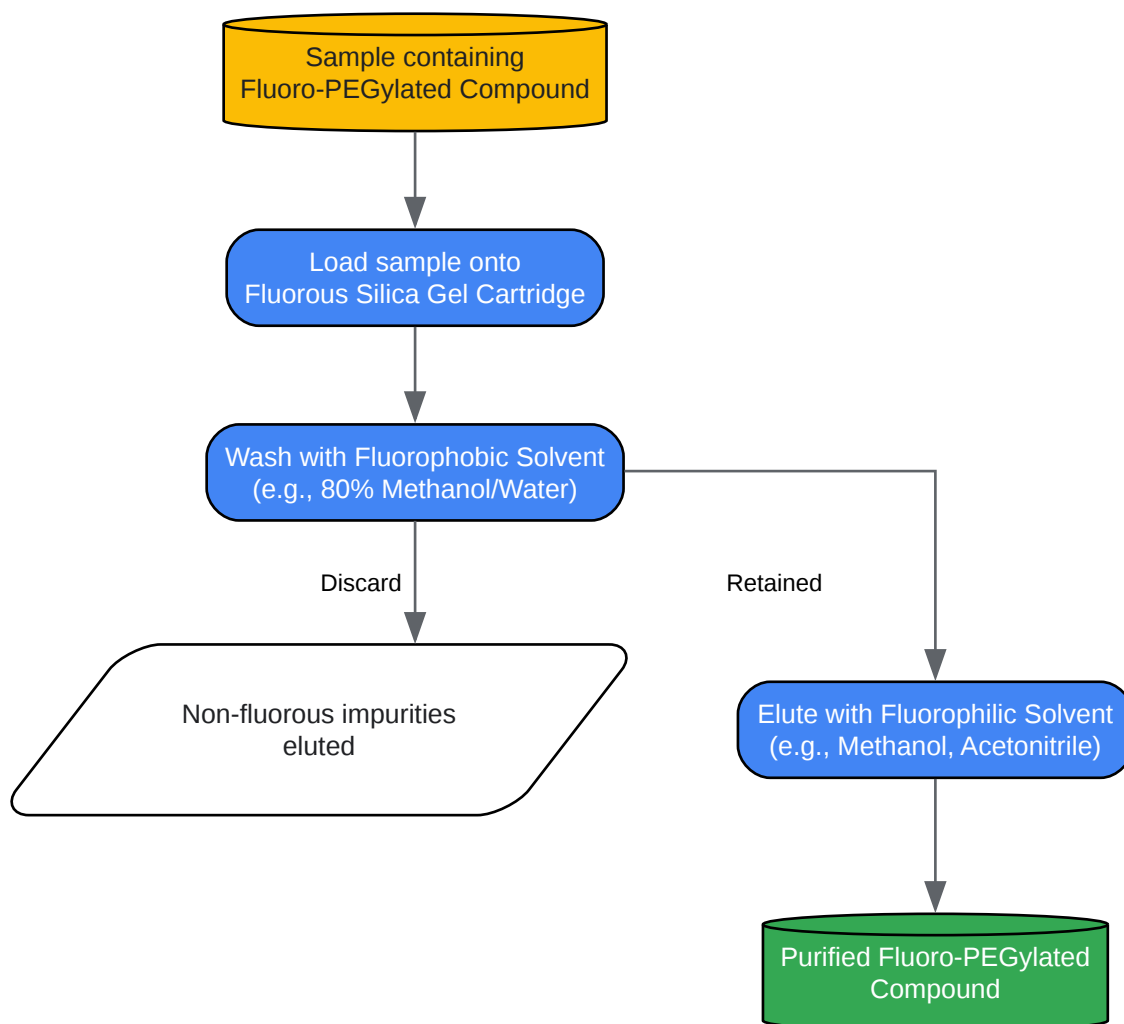 Sample containing
Fluoro-PEGylated Compound
Load sample onto
Fluorous Silica Gel Cartridge
Wash with Fluorophobic Solvent
(e.g., 80% Methanol/Water)
Discard
Retained
Non-fluorous impurities
eluted
Elute with Fluorophilic Solvent
(e.g., Methanol, Acetonitrile)
Purified Fluoro-PEGylated
Compound